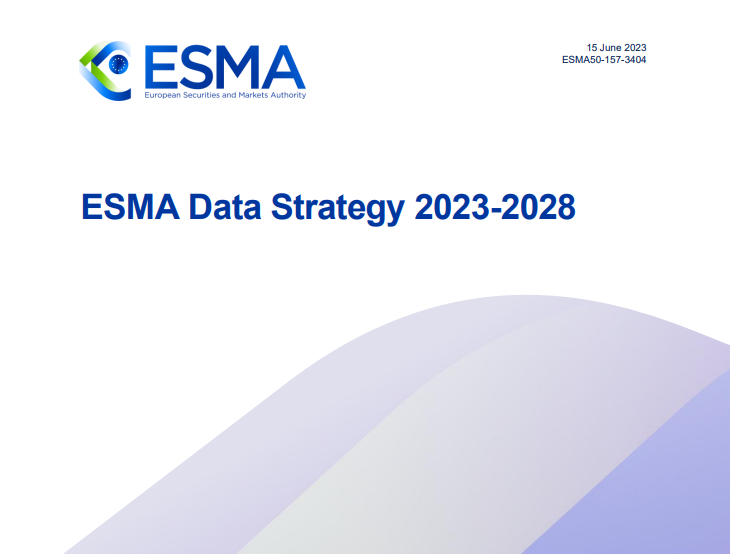 15 June 2023
ESMA50-157-3404
ESMA
European Securities and Markets Authority
ESMA Data Strategy 2023-2028